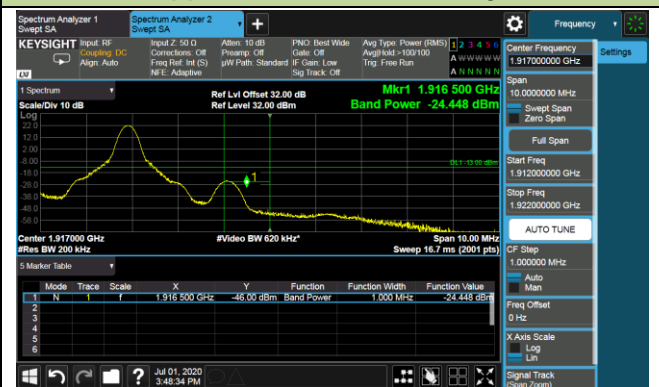 Spectrum Analyzer 1
Swept SA
Spectrum Analyzer 2
Swept SA
Frequency
KEYSIGHT
Input: RF
Coupling: DC
Align: Auto
Input Z: 50 Ω
Corrections: Off
Freq Ref: Int (S)
NFE: Adaptive
Atten: 10 dB
Preamp: Off
µW Path: Standard
PNO: Best Wide
Gate: Off
IF Gain: Low
Sig Track: Off
Avg Type: Power (RMS)
Avg|Hold:>100/100
Trig: Free Run
1 2 3 4 5 6
A W W W W W
A N N N N N
LXI
1 Spectrum
Scale/Div 10 dB
Ref Lvl Offset 32.00 dB
Ref Level 32.00 dBm
Mkr1 1.916 500 GHz
Band Power -24.448 dBm
Log
22.0
12.0
2.00
-8.00
-18.0
-28.0
-38.0
-48.0
-58.0
DL1 -13.00 dBm
1
Center 1.917000 GHz
#Res BW 200 kHz
#Video BW 620 kHz*
Span 10.00 MHz
Sweep 16.7 ms (2001 pts)
5 Marker Table
Mode Trace Scale X Y Function Function Width Function Value
1 N 1 f 1.916 500 GHz -46.00 dBm Band Power 1.000 MHz -24.448 dBm
2
3
4
5
6
Jul 01, 2020
3:48:34 PM
Center Frequency
1.917000000 GHz
Settings
Span
10.0000000 MHz
Swept Span
Zero Span
Full Span
Start Freq
1.912000000 GHz
Stop Freq
1.922000000 GHz
AUTO TUNE
CF Step
1.000000 MHz
Auto
Man
Freq Offset
0 Hz
X Axis Scale
Log
Lin
Signal Track
(Span Zoom)